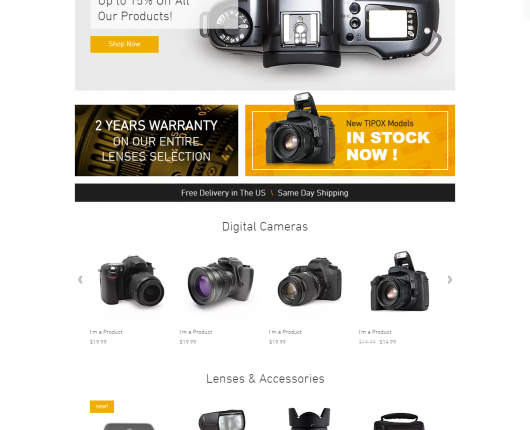 Up to 15% Off All
Our Products!
Shop Now
2 YEARS WARRANTY
ON OUR ENTIRE
LENSES SELECTION
New TIPOX Models
IN STOCK
NOW !
Free Delivery in The US \ Same Day Shipping
Digital Cameras
I'm a Product
I'm a Product
I'm a Product
I'm a Product
$19.99
$19.99
$19.99
$19.99 $14.99
Lenses & Accessories
new!